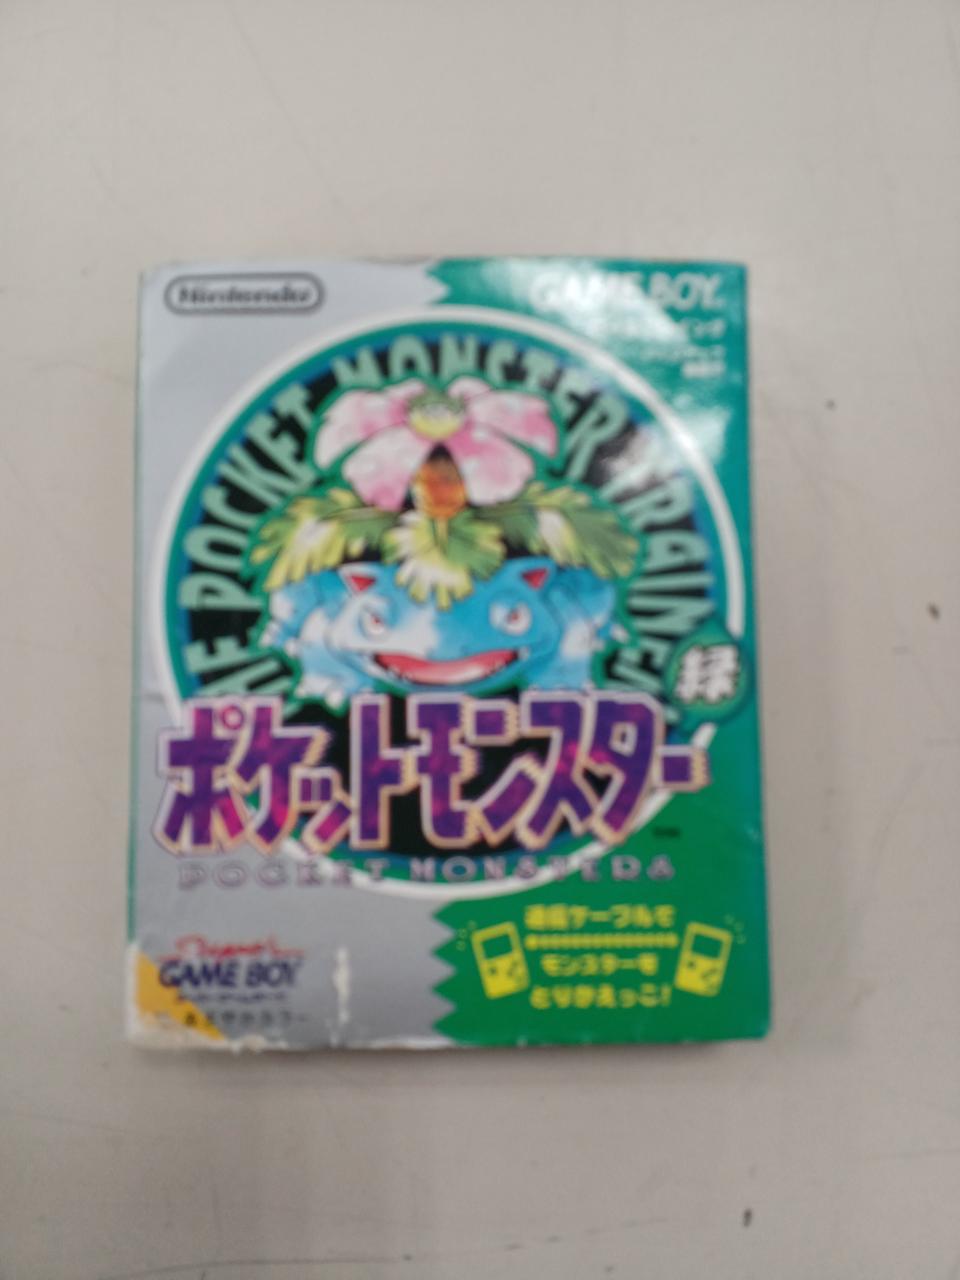 Nintendo
GAME BOY
THE POCKET MONSTER TRAINER
緑
ポケットモンスター
POCKET MONSTERS
通信ケーブルで
モンスターを
とりかえっこ!
Super
GAME BOY